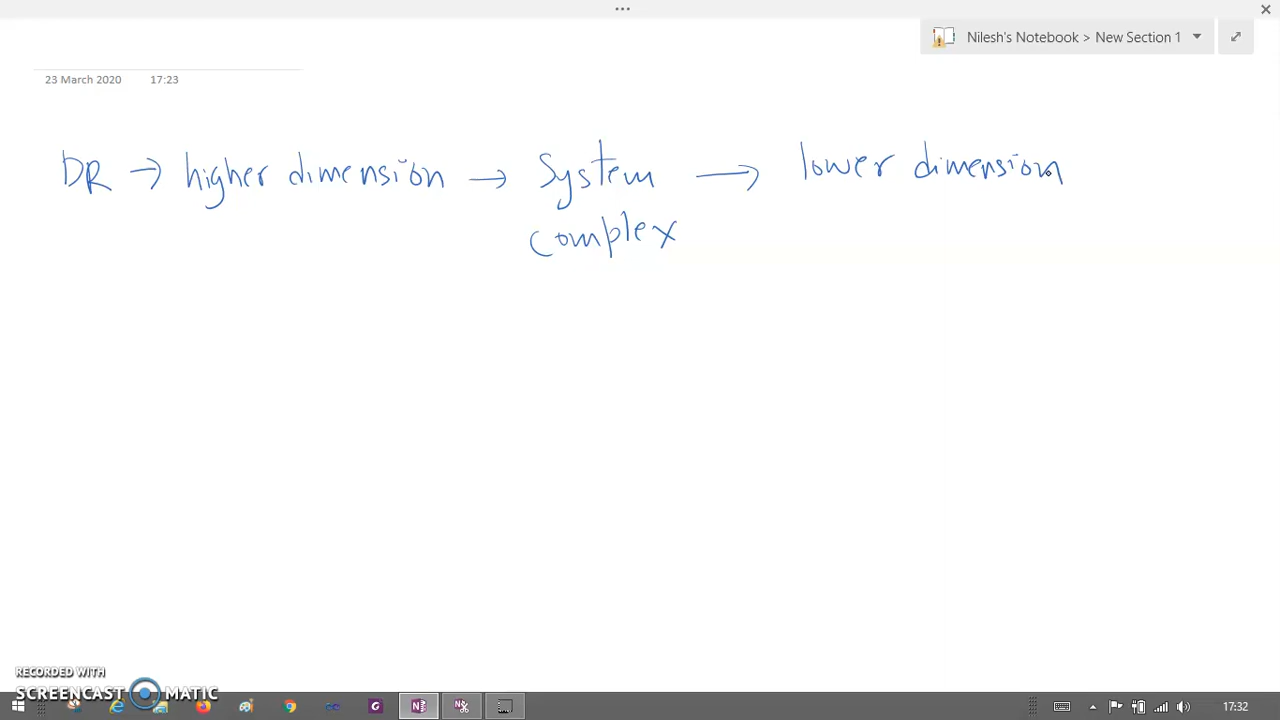 ...
Nilesh's Notebook > New Section 1
23 March 2020 17:23
DR → higher dimension → System → lower dimension
complex
RECORDED WITH
SCREENCAST MATIC
17:32